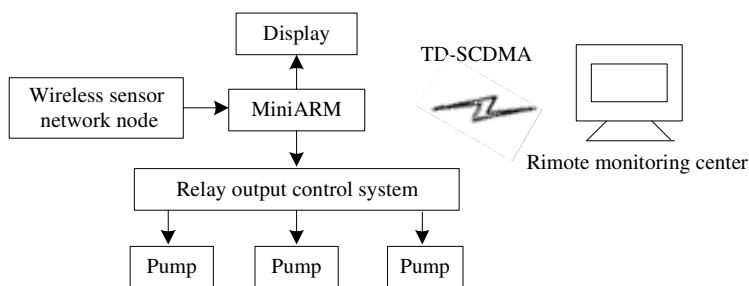 Display
TD-SCDMA
Wireless sensor
network node
MiniARM
Rimote monitoring center
Relay output control system
Pump
Pump
Pump